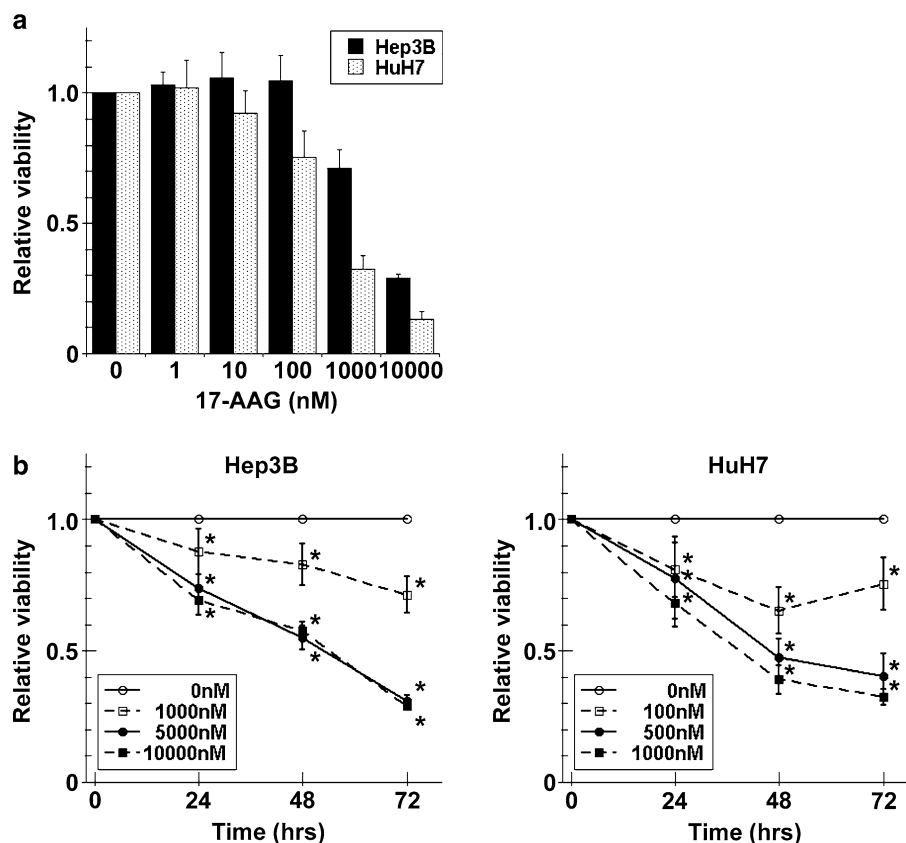 a
Hep3B
HuH7
Relative viability
1.0
0.5
0
0 1 10 100 1000 10000
17-AAG (nM)
b
Hep3B
Relative viability
1.0
0.5
0
* * * * * * * * *
0nM
1000nM
5000nM
10000nM
0 24 48 72
Time (hrs)
HuH7
Relative viability
1.0
0.5
0
* * * * * * * * *
0nM
100nM
500nM
1000nM
0 24 48 72
Time (hrs)